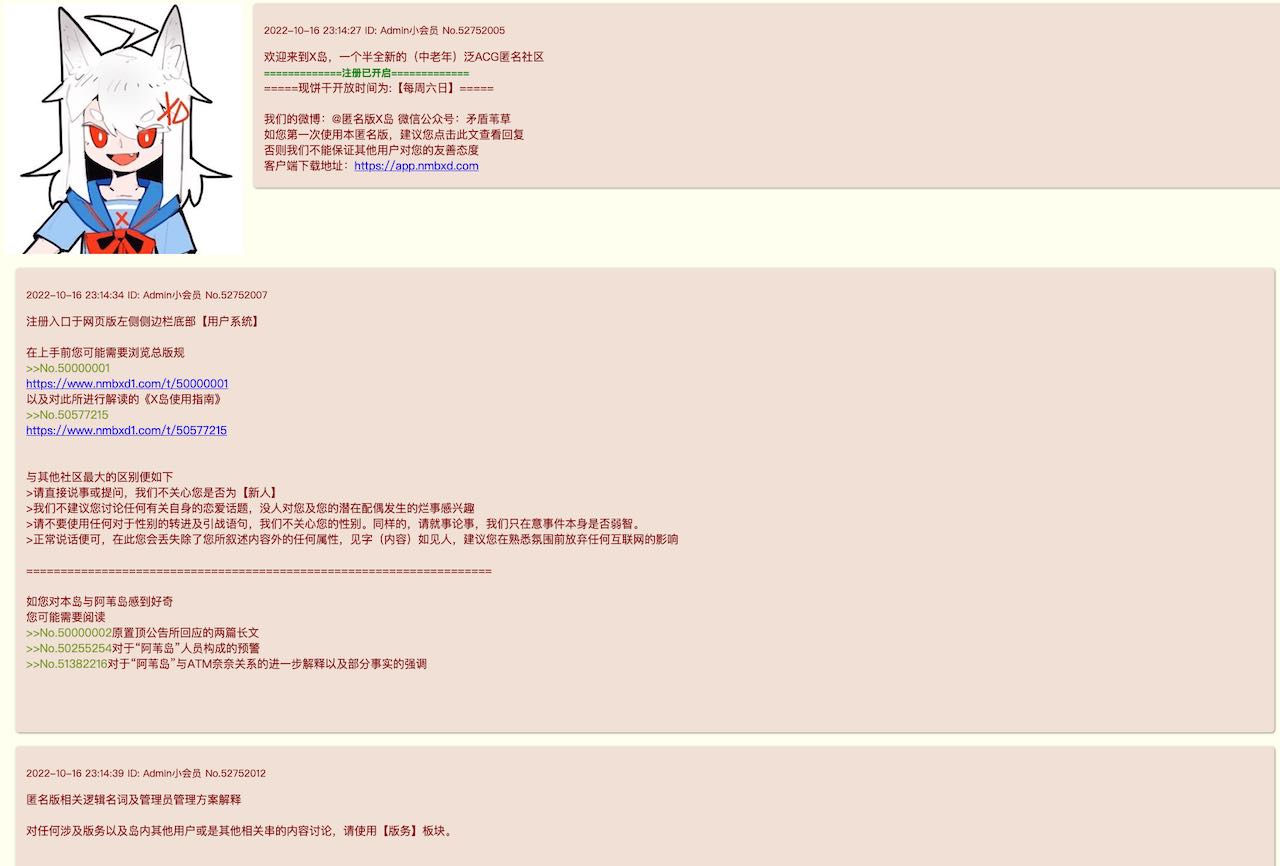 2022-10-16 23:14:27 ID: Admin小会员 No.52752005
欢迎来到X岛，一个半全新的（中老年）泛ACG匿名社区
=============注册已开启=============
=====现饼干开放时间为:【每周六日】=====
我们的微博：@匿名版X岛 微信公众号：矛盾苇草
如您第一次使用本匿名版，建议您点击此文查看回复
否则我们不能保证其他用户对您的友善态度
客户端下载地址：https://app.nmbxd.com
XD
X
2022-10-16 23:14:34 ID: Admin小会员 No.52752007
注册入口于网页版左侧侧边栏底部【用户系统】
在上手前您可能需要浏览总版规
>>No.50000001
https://www.nmbxd1.com/t/50000001
以及对此所进行解读的《X岛使用指南》
>>No.50577215
https://www.nmbxd1.com/t/50577215
与其他社区最大的区别便如下
>请直接说事或提问，我们不关心您是否为【新人】
>我们不建议您讨论任何有关自身的恋爱话题，没人对您及您的潜在配偶发生的烂事感兴趣
>请不要使用任何对于性别的转进及引战语句，我们不关心您的性别。同样的，请就事论事，我们只在意事件本身是否弱智。
>正常说话便可，在此您会丢失除了您所叙述内容外的任何属性，见字（内容）如见人，建议您在熟悉氛围前放弃任何互联网的影响
====================================================================
如您对本岛与阿苇岛感到好奇
您可能需要阅读
>>No.50000002原置顶公告所回应的两篇长文
>>No.50255254对于“阿苇岛”人员构成的预警
>>No.51382216对于“阿苇岛”与ATM奈奈关系的进一步解释以及部分事实的强调
2022-10-16 23:14:39 ID: Admin小会员 No.52752012
匿名版相关逻辑名词及管理员管理方案解释
对任何涉及版务以及岛内其他用户或是其他相关串的内容讨论，请使用【版务】板块。